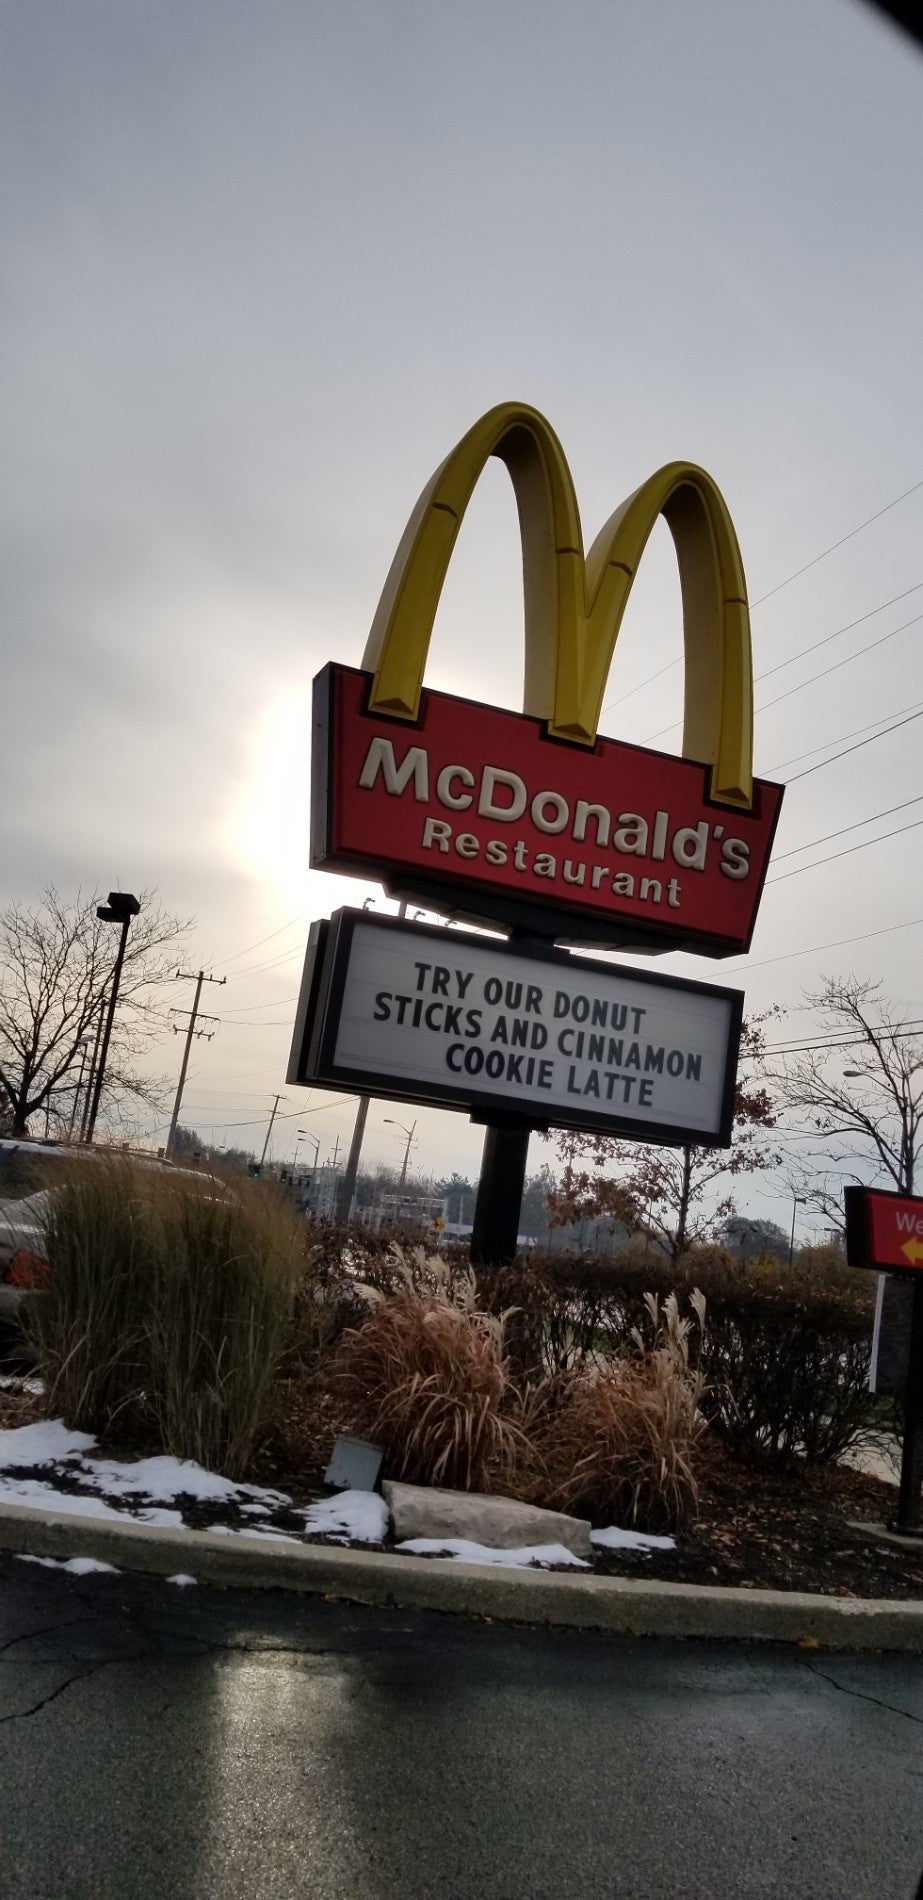 McDonald's
Restaurant
TRY OUR DONUT
STICKS AND CINNAMON
COOKIE LATTE